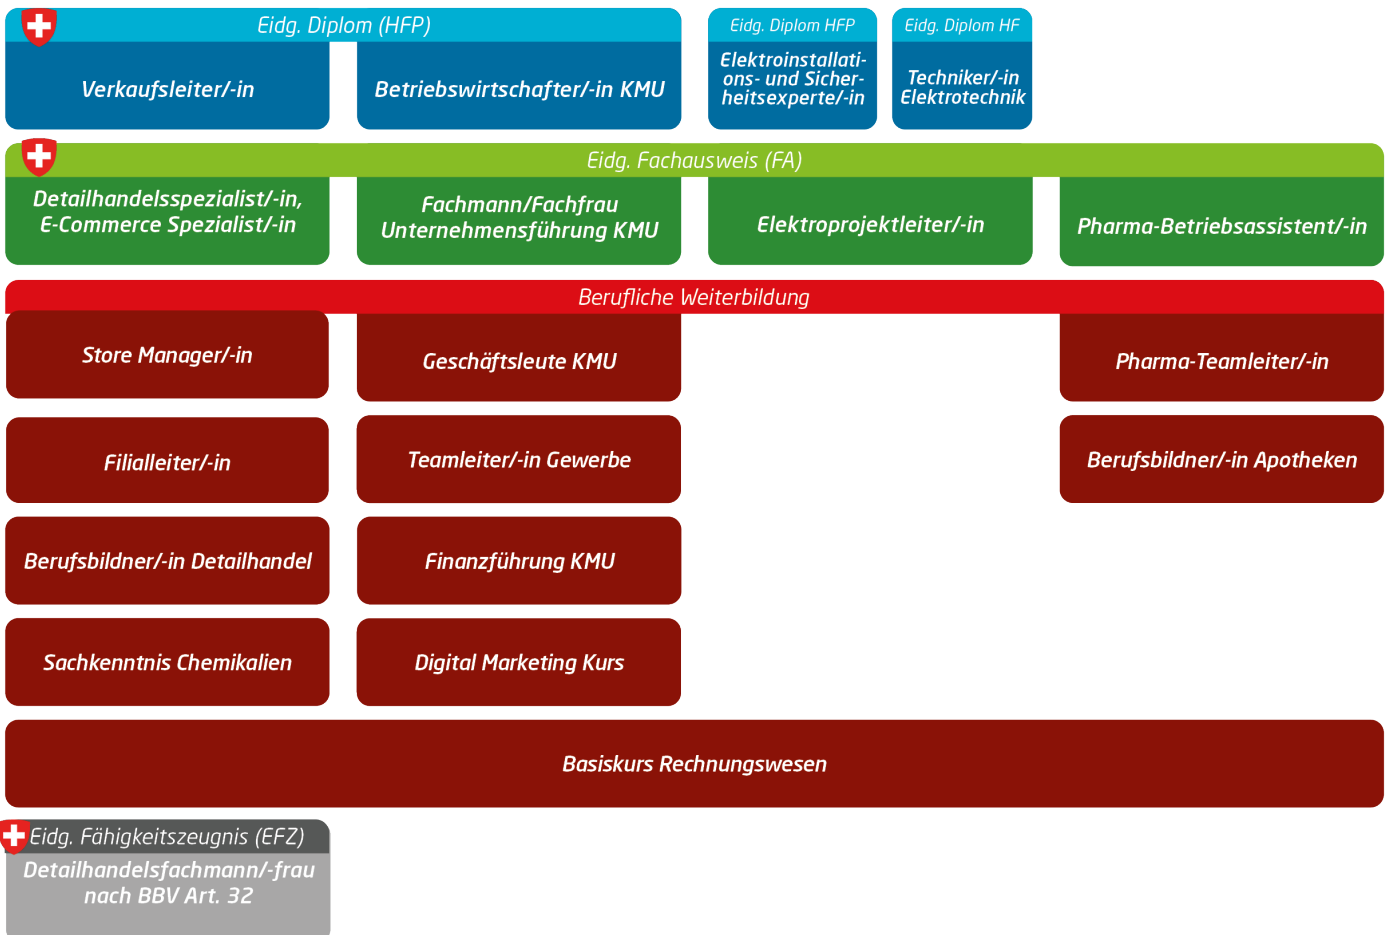 Eidg. Diplom (HFP)
Eidg. Diplom HFP
Eidg. Diplom HF
Verkaufsleiter/-in
Betriebswirtschafter/-in KMU
Elektroinstallati-
ons- und Sicher-
heitsexperte/-in
Techniker/-in
Elektrotechnik
Eidg. Fachausweis (FA)
Detailhandelsspezialist/-in,
E-Commerce Spezialist/-in
Fachmann/Fachfrau
Unternehmensführung KMU
Elektroprojektleiter/-in
Pharma-Betriebsassistent/-in
Berufliche Weiterbildung
Store Manager/-in
Geschäftsleute KMU
Pharma-Teamleiter/-in
Filialleiter/-in
Teamleiter/-in Gewerbe
Berufsbildner/-in Apotheken
Berufsbildner/-in Detailhandel
Finanzführung KMU
Sachkenntnis Chemikalien
Digital Marketing Kurs
Basiskurs Rechnungswesen
Eidg. Fähigkeitszeugnis (EFZ)
Detailhandelsfachmann/-frau
nach BBV Art. 32